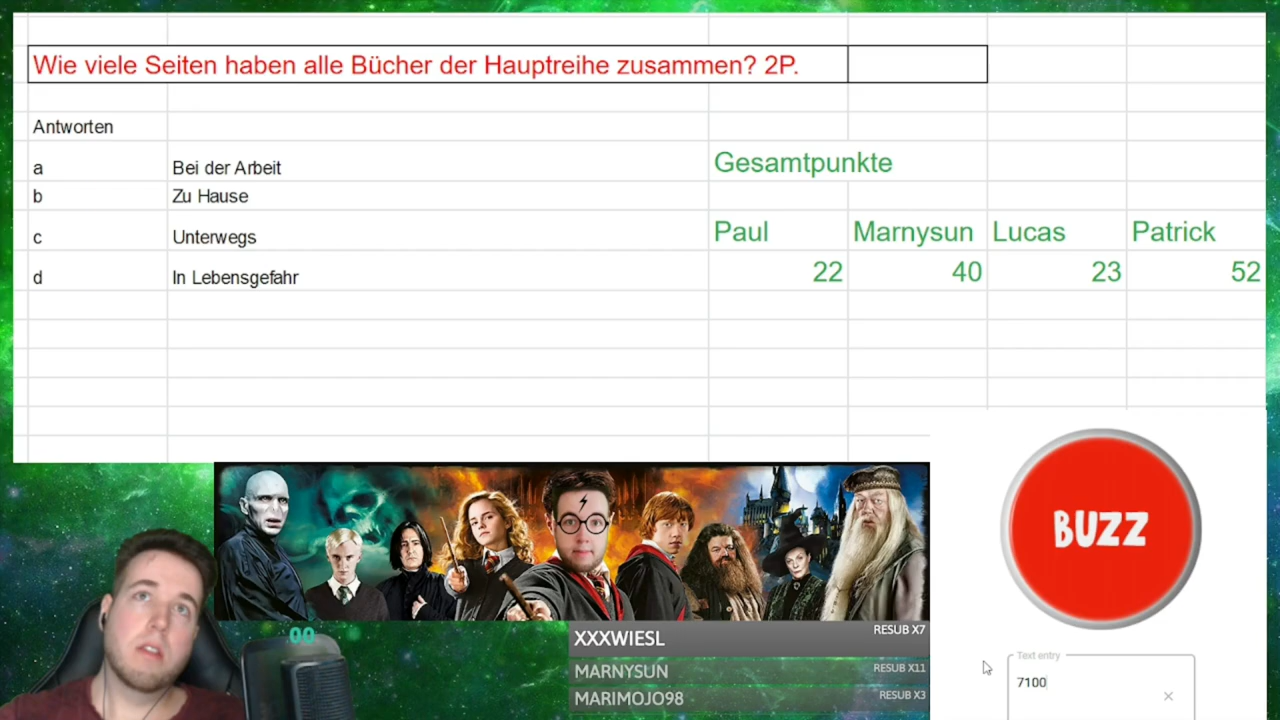 Wie viele Seiten haben alle Bücher der Hauptreihe zusammen? 2P.
Antworten
a Bei der Arbeit Gesamtpunkte
b Zu Hause
c Unterwegs Paul Marnysun Lucas Patrick
d In Lebensgefahr 22 40 23 52
BUZZ
00
XXXWIESL RESUB X7
MARNYSUN RESUB X11
MARIMOJO98 RESUB X3
Text entry
7100